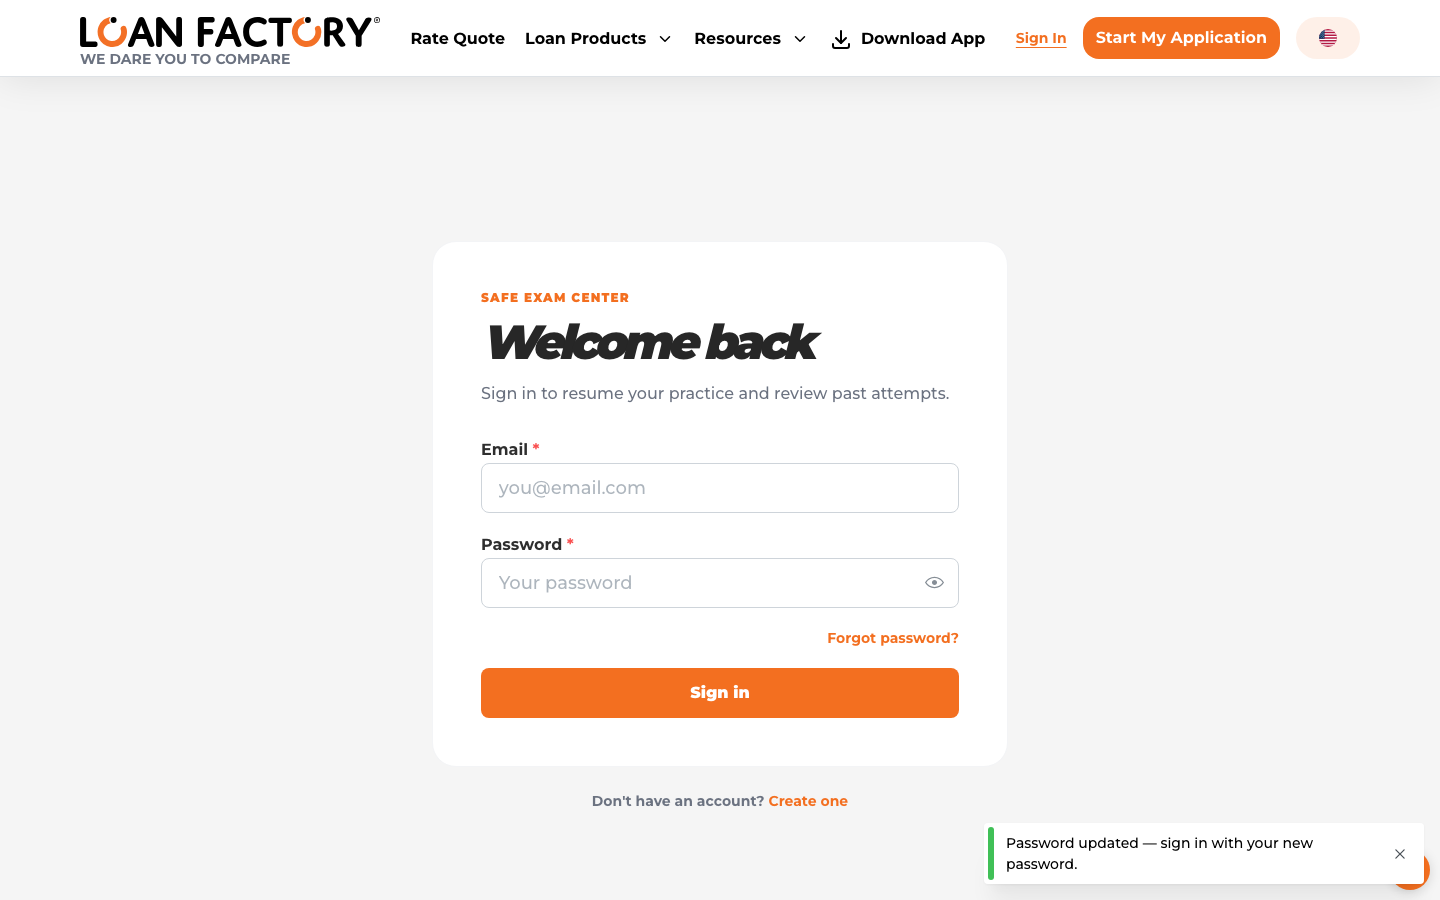 LOAN FACTORY®
WE DARE YOU TO COMPARE
Rate Quote
Loan Products
Resources
Download App
Sign In
Start My Application
SAFE EXAM CENTER
Welcome back
Sign in to resume your practice and review past attempts.
Email *
you@email.com
Password *
Your password
Forgot password?
Sign in
Don't have an account? Create one
Password updated — sign in with your new
password.